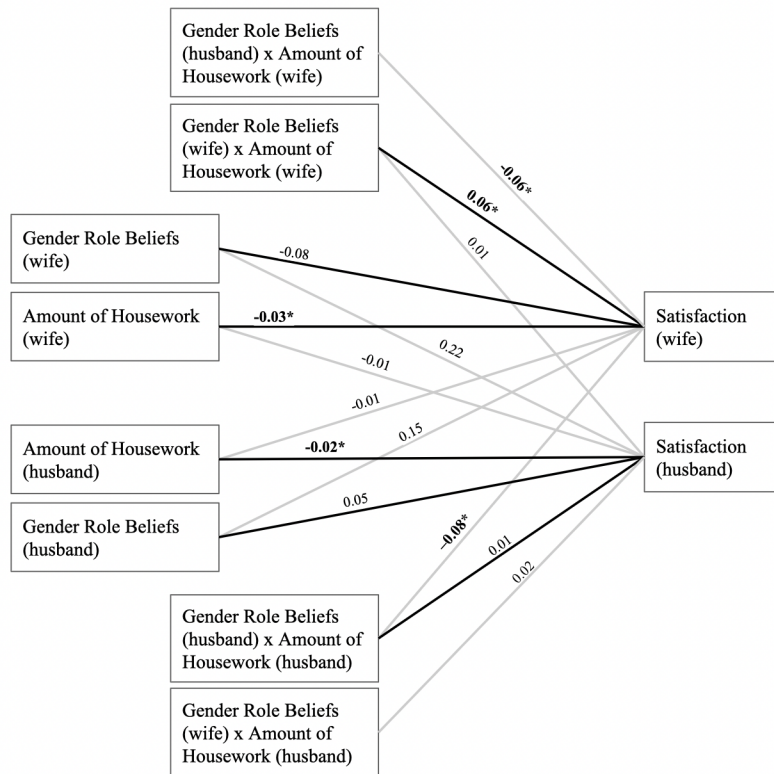 Gender Role Beliefs
(husband) x Amount of
Housework (wife)
Gender Role Beliefs
(wife) x Amount of
Housework (wife)
-0.06*
0.06*
0.01
Gender Role Beliefs
(wife)
-0.08
Amount of Housework
(wife)
-0.03*
Satisfaction
(wife)
0.22
-0.01
-0.01
0.15
Amount of Housework
(husband)
-0.02*
Satisfaction
(husband)
Gender Role Beliefs
(husband)
0.05
–0.08*
0.01
0.02
Gender Role Beliefs
(husband) x Amount of
Housework (husband)
Gender Role Beliefs
(wife) x Amount of
Housework (husband)